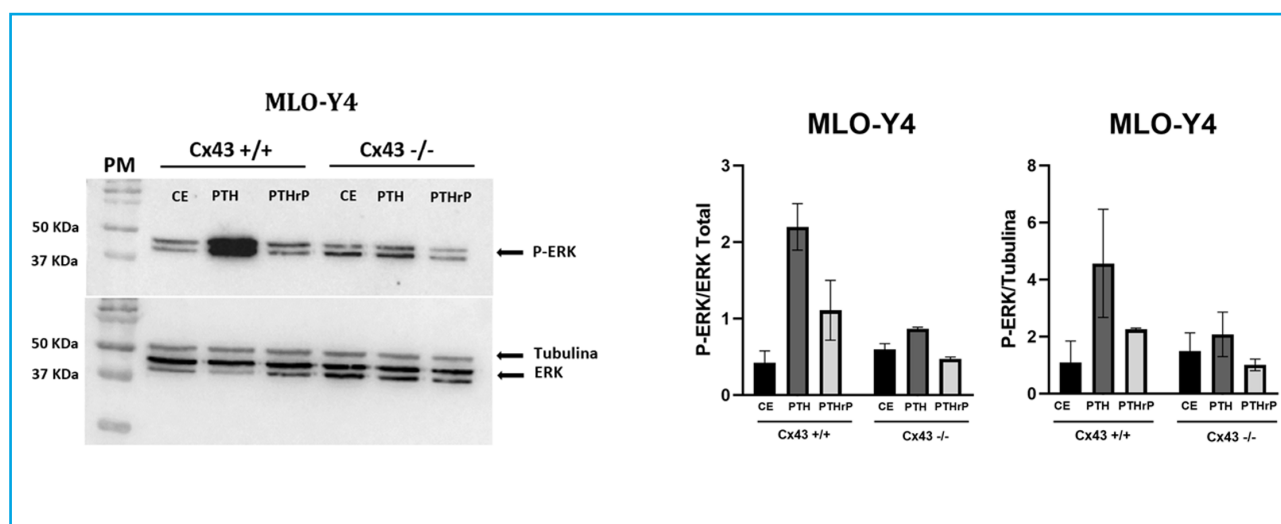 MLO-Y4
Cx43 +/+ Cx43 -/-
PM
CE PTH PTHrP CE PTH PTHrP
50 KDa
37 KDa
P-ERK
50 KDa
37 KDa
Tubulina
ERK
MLO-Y4
P-ERK/ERK Total
3
2
1
0
CE PTH PTHrP CE PTH PTHrP
Cx43 +/+ Cx43 -/-
MLO-Y4
P-ERK/Tubulina
8
6
4
2
0
CE PTH PTHrP CE PTH PTHrP
Cx43 +/+ Cx43 -/-